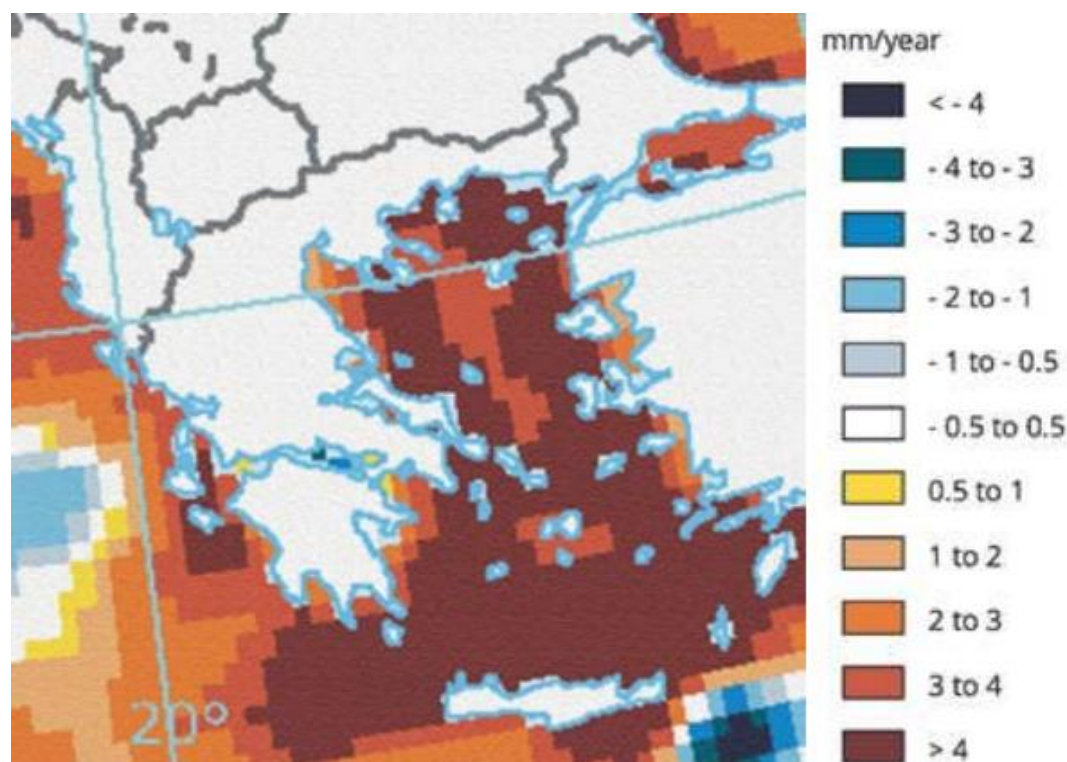 mm/year
< - 4
- 4 to - 3
- 3 to - 2
- 2 to - 1
- 1 to - 0.5
- 0.5 to 0.5
0.5 to 1
1 to 2
2 to 3
3 to 4
> 4
20°